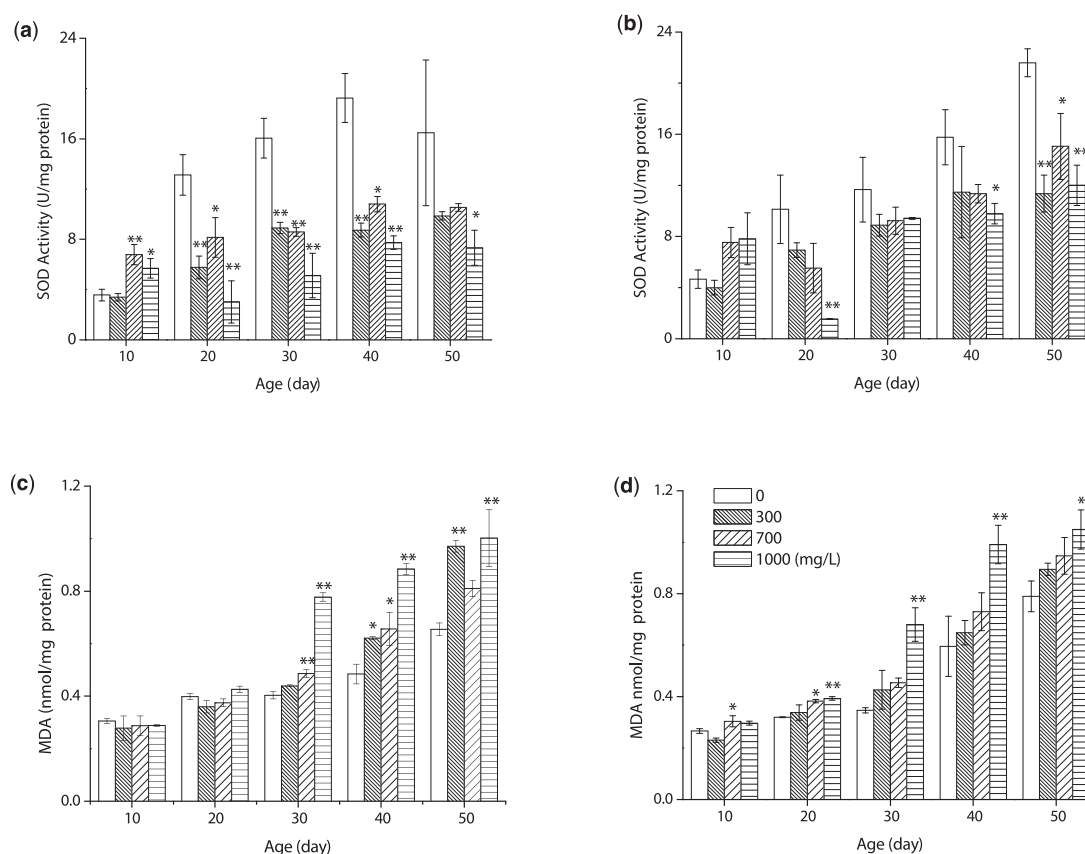 (a)
24
16
8
0
SOD Activity (U/mg protein)
** * ** * ** ** ** ** ** * ** *
10 20 30 40 50
Age (day)
(b)
24
16
8
0
SOD Activity (U/mg protein)
** * ** * **
10 20 30 40 50
Age (day)
(c)
1.2
0.8
0.4
0.0
MDA (nmol/mg protein)
** ** * * ** ** **
10 20 30 40 50
Age (day)
(d)
1.2
0.8
0.4
0.0
MDA nmol/mg protein
0
300
700
1000 (mg/L)
* * ** ** ** *
10 20 30 40 50
Age (day)